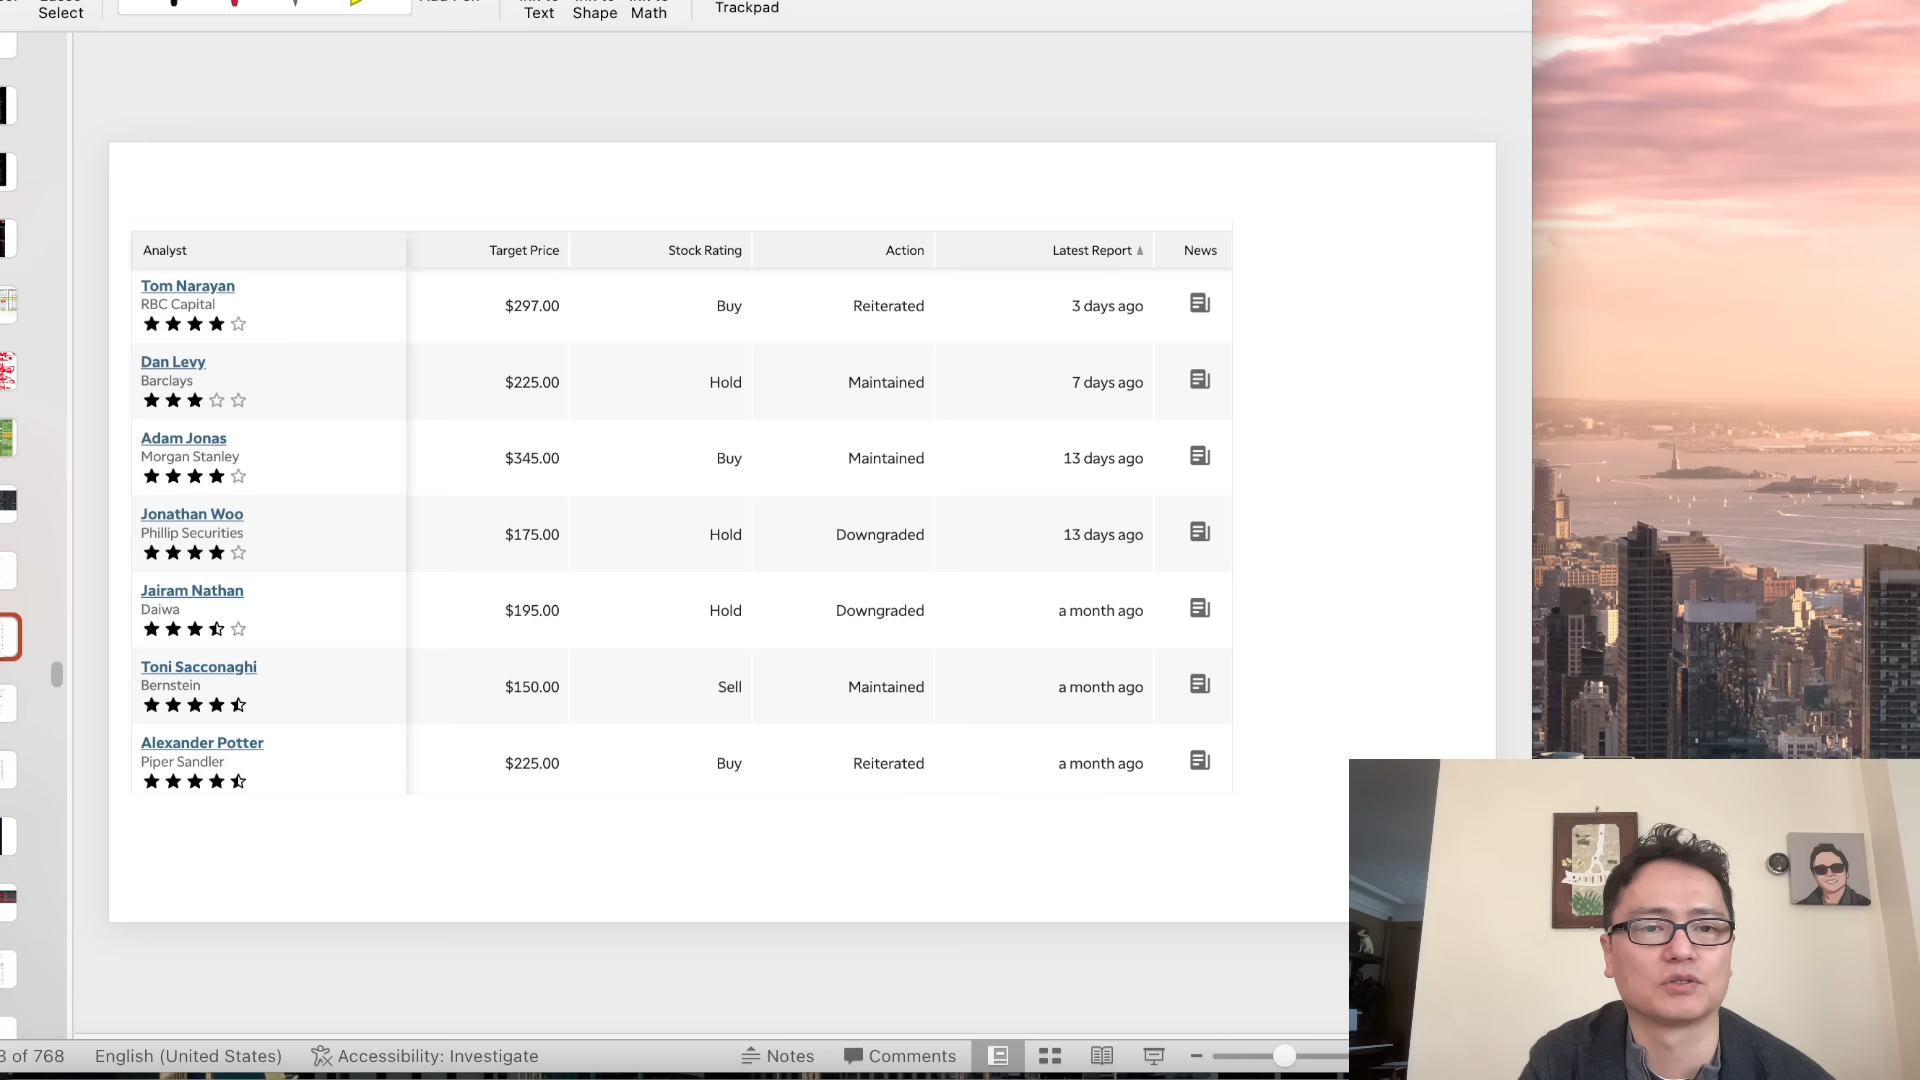 Select
Text
Shape
Math
Trackpad
Analyst Target Price Stock Rating Action Latest Report News
Tom Narayan
RBC Capital
$297.00 Buy Reiterated 3 days ago
Dan Levy
Barclays
$225.00 Hold Maintained 7 days ago
Adam Jonas
Morgan Stanley
$345.00 Buy Maintained 13 days ago
Jonathan Woo
Phillip Securities
$175.00 Hold Downgraded 13 days ago
Jairam Nathan
Daiwa
$195.00 Hold Downgraded a month ago
Toni Sacconaghi
Bernstein
$150.00 Sell Maintained a month ago
Alexander Potter
Piper Sandler
$225.00 Buy Reiterated a month ago
of 768 English (United States) Accessibility: Investigate Notes Comments